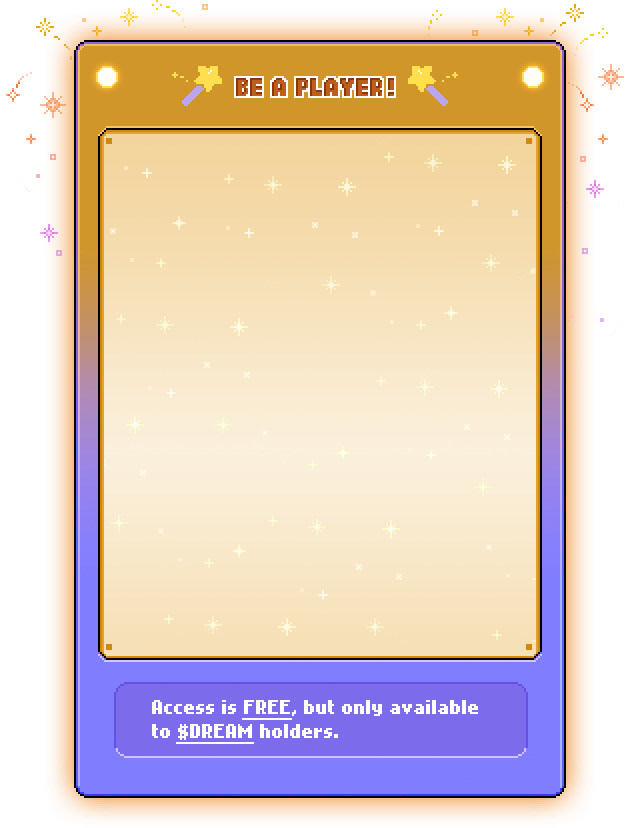 BE A PLAYER!
Access is FREE, but only available
to #DREAM holders.